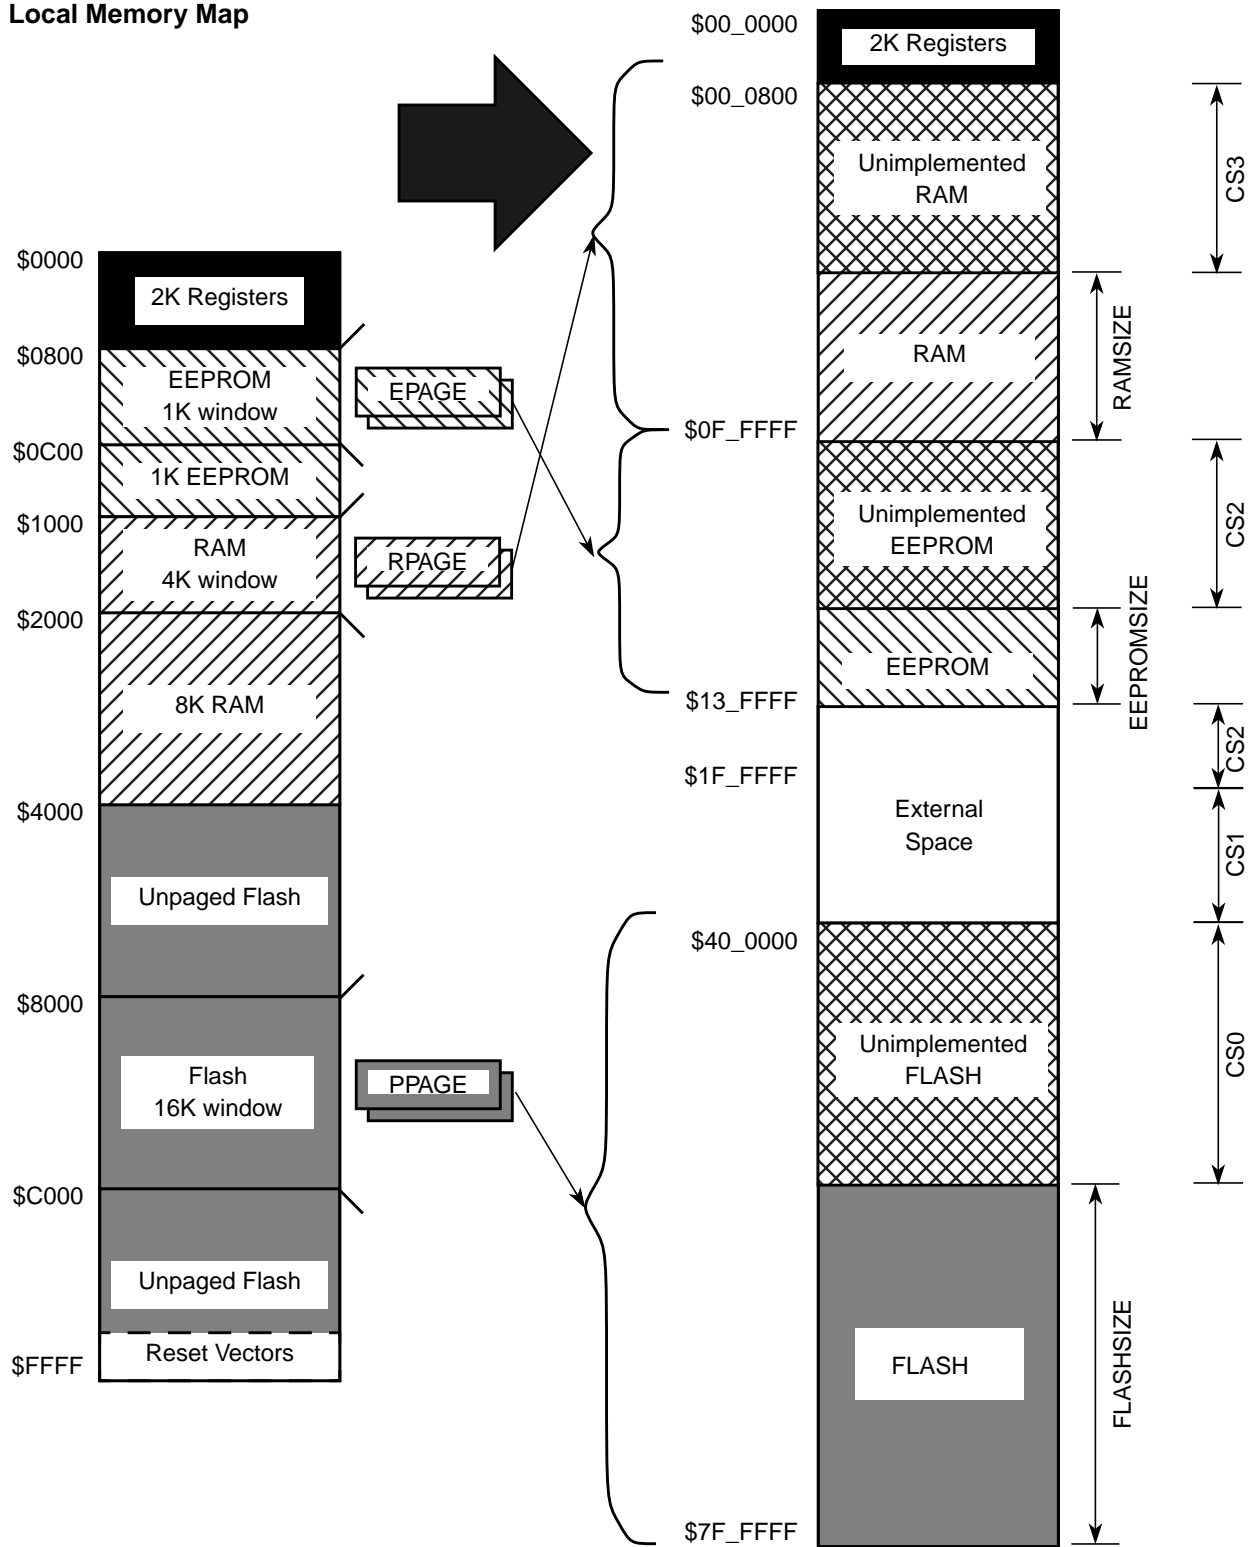 Local Memory Map
$0000
2K Registers
$0800
EEPROM
1K window
$0C00
1K EEPROM
$1000
RAM
4K window
$2000
8K RAM
$4000
Unpaged Flash
$8000
Flash
16K window
$C000
Unpaged Flash
Reset Vectors
$FFFF
EPAGE
RPAGE
PPAGE
$00_0000
2K Registers
$00_0800
Unimplemented
RAM
CS3
RAM
RAMSIZE
$0F_FFFF
Unimplemented
EEPROM
CS2
EEPROM
EEPROMSIZE
$13_FFFF
CS2
$1F_FFFF
External
Space
CS1
$40_0000
Unimplemented
FLASH
CS0
FLASH
FLASHSIZE
$7F_FFFF